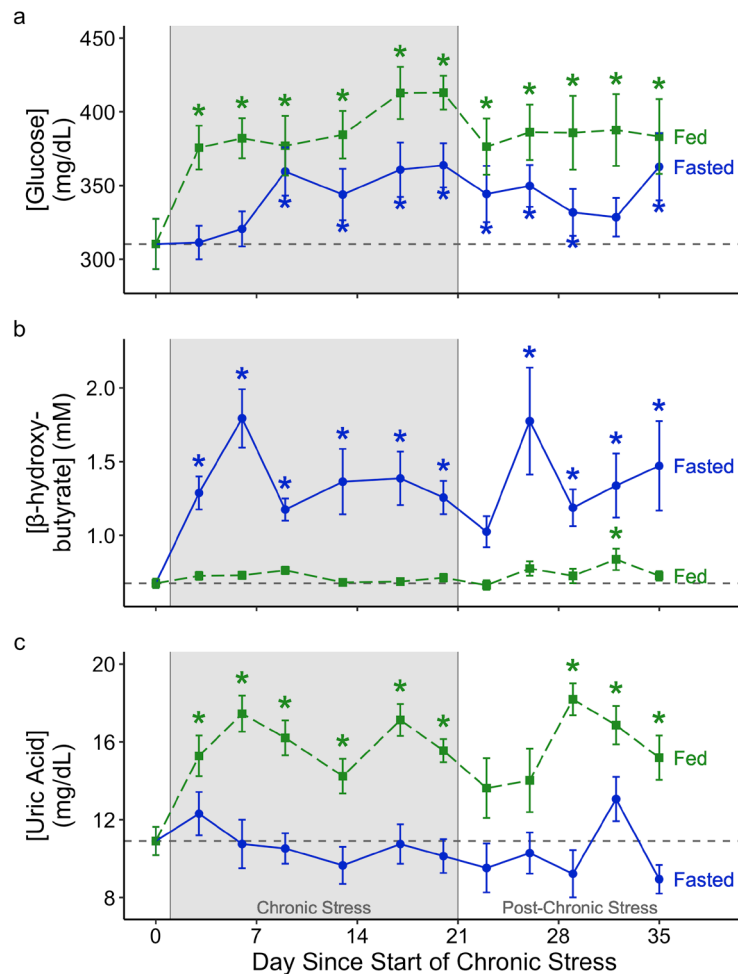 a
[Glucose]
(mg/dL)
450
400
350
300
* * * * * * * * * * *
Fed
Fasted
* * * * * * * *
b
[β-hydroxy-
butyrate] (mM)
2.0
1.5
1.0
* * * * * * * * * *
Fasted
*
Fed
c
[Uric Acid]
(mg/dL)
20
16
12
8
* * * * * * * * *
Fed
Fasted
Chronic Stress
Post-Chronic Stress
0 7 14 21 28 35
Day Since Start of Chronic Stress